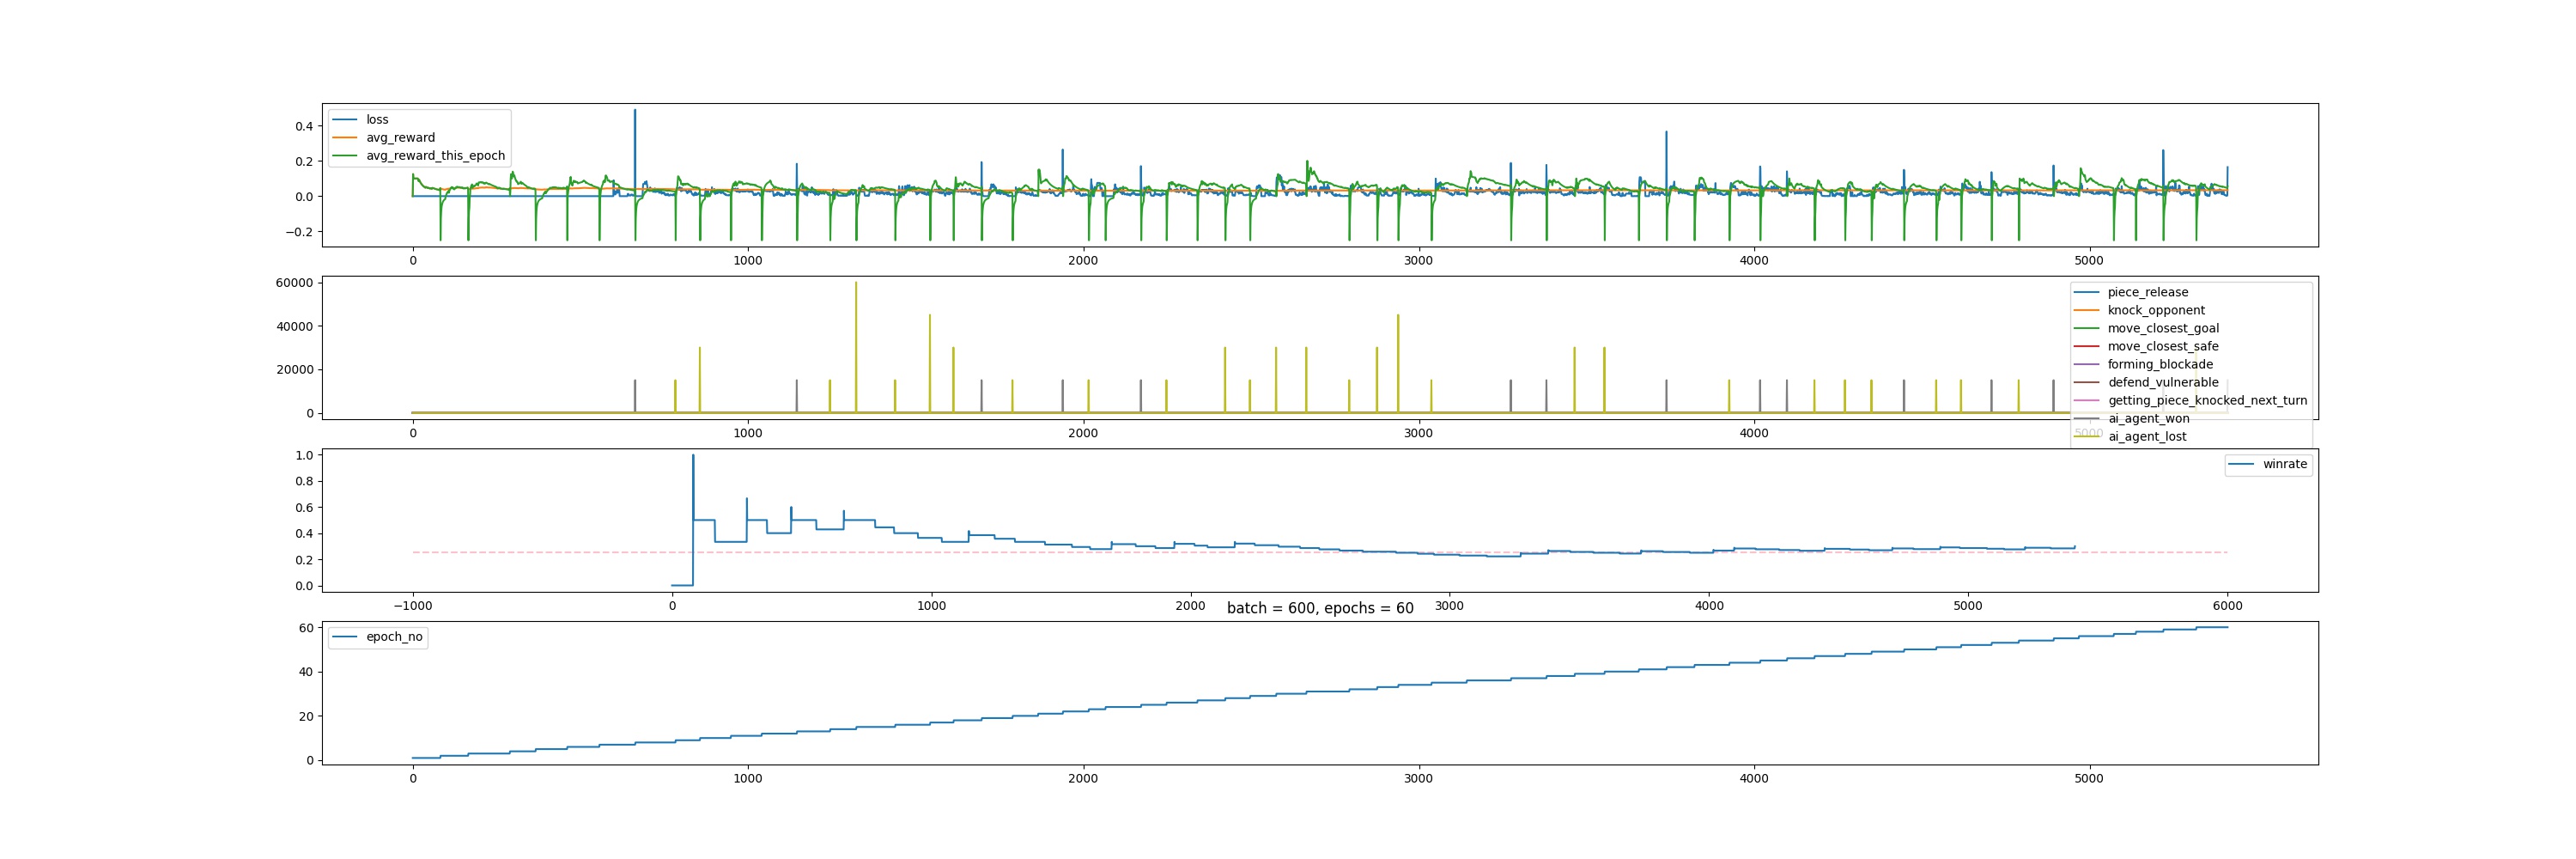 loss
avg_reward
avg_reward_this_epoch
0.4
0.2
0.0
−0.2
0 1000 2000 3000 4000 5000
60000
40000
20000
0
piece_release
knock_opponent
move_closest_goal
move_closest_safe
forming_blockade
defend_vulnerable
getting_piece_knocked_next_turn
ai_agent_won
ai_agent_lost
0 1000 2000 3000 4000 5000
1.0
0.8
0.6
0.4
0.2
0.0
winrate
−1000 0 1000 2000 3000 4000 5000 6000
batch = 600, epochs = 60
60
40
20
0
epoch_no
0 1000 2000 3000 4000 5000